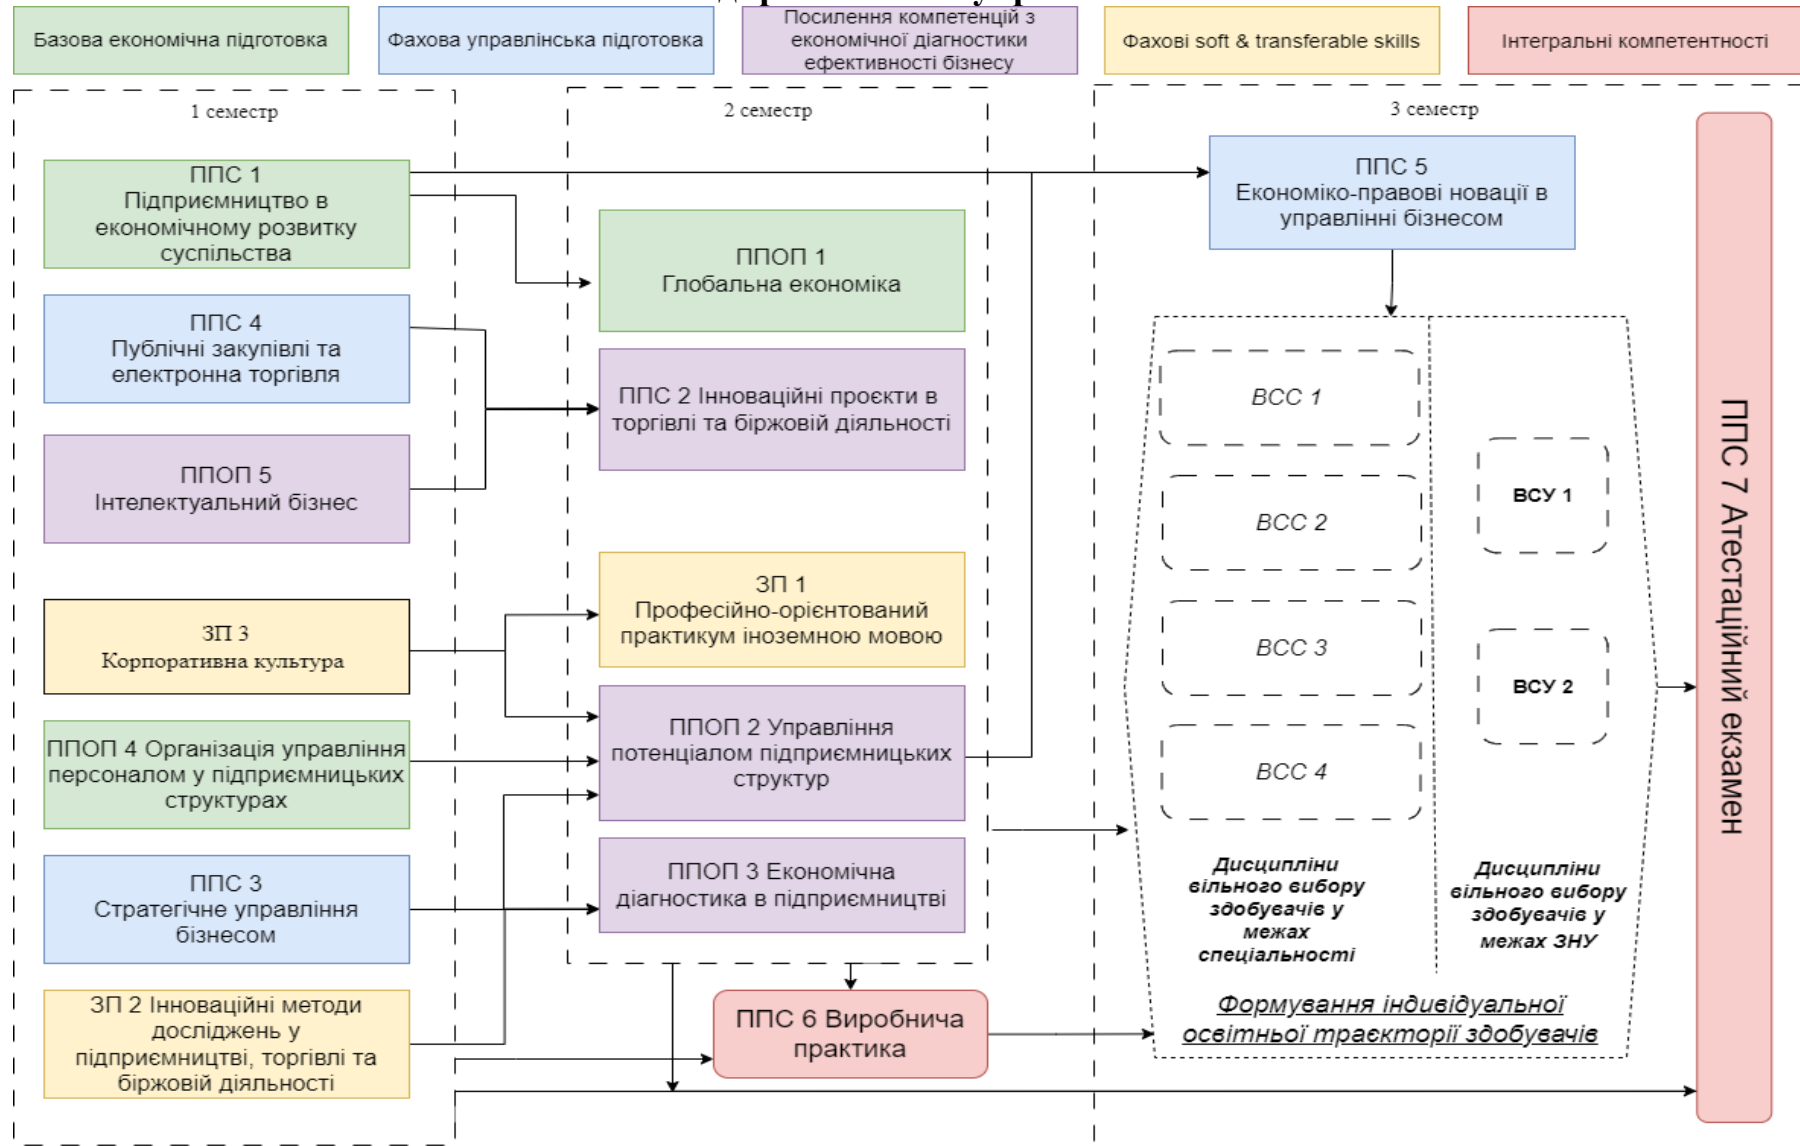 Базова економічна підготовка
Фахова управлінська підготовка
Посилення компетенцій з
економічної діагностики
ефективності бізнесу
Фахові soft & transferable skills
Інтегральні компетентності
1 семестр
ППС 1
Підприємництво в
економічному розвитку
суспільства
ППС 4
Публічні закупівлі та
електронна торгівля
ППОП 5
Інтелектуальний бізнес
ЗП 3
Корпоративна культура
ППОП 4 Організація управління
персоналом у підприємницьких
структурах
ППС 3
Стратегічне управління
бізнесом
ЗП 2 Інноваційні методи
досліджень у
підприємництві, торгівлі та
біржовій діяльності
2 семестр
ППОП 1
Глобальна економіка
ППС 2 Інноваційні проєкти в
торгівлі та біржовій діяльності
ЗП 1
Професійно-орієнтований
практикум іноземною мовою
ППОП 2 Управління
потенціалом підприємницьких
структур
ППОП 3 Економічна
діагностика в підприємництві
ППС 6 Виробнича
практика
3 семестр
ППС 5
Економіко-правові новації в
управлінні бізнесом
ВСС 1
ВСС 2
ВСС 3
ВСС 4
Дисципліни
вільного вибору
здобувачів у
межах
спеціальності
ВСУ 1
ВСУ 2
Дисципліни
вільного вибору
здобувачів у
межах ЗНУ
Формування індивідуальної
освітньої траєкторії здобувачів
ППС 7 Атестаційний екзамен